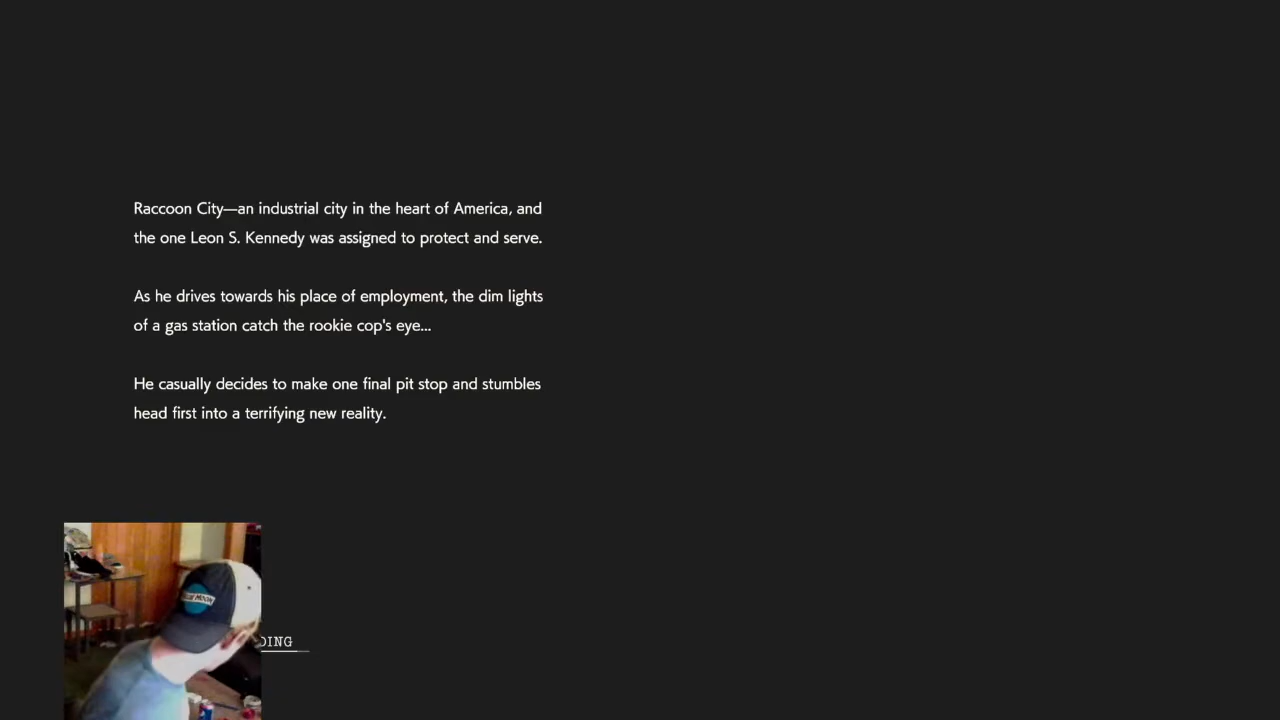 Raccoon City—an industrial city in the heart of America, and
the one Leon S. Kennedy was assigned to protect and serve.
As he drives towards his place of employment, the dim lights
of a gas station catch the rookie cop's eye...
He casually decides to make one final pit stop and stumbles
head first into a terrifying new reality.
DING